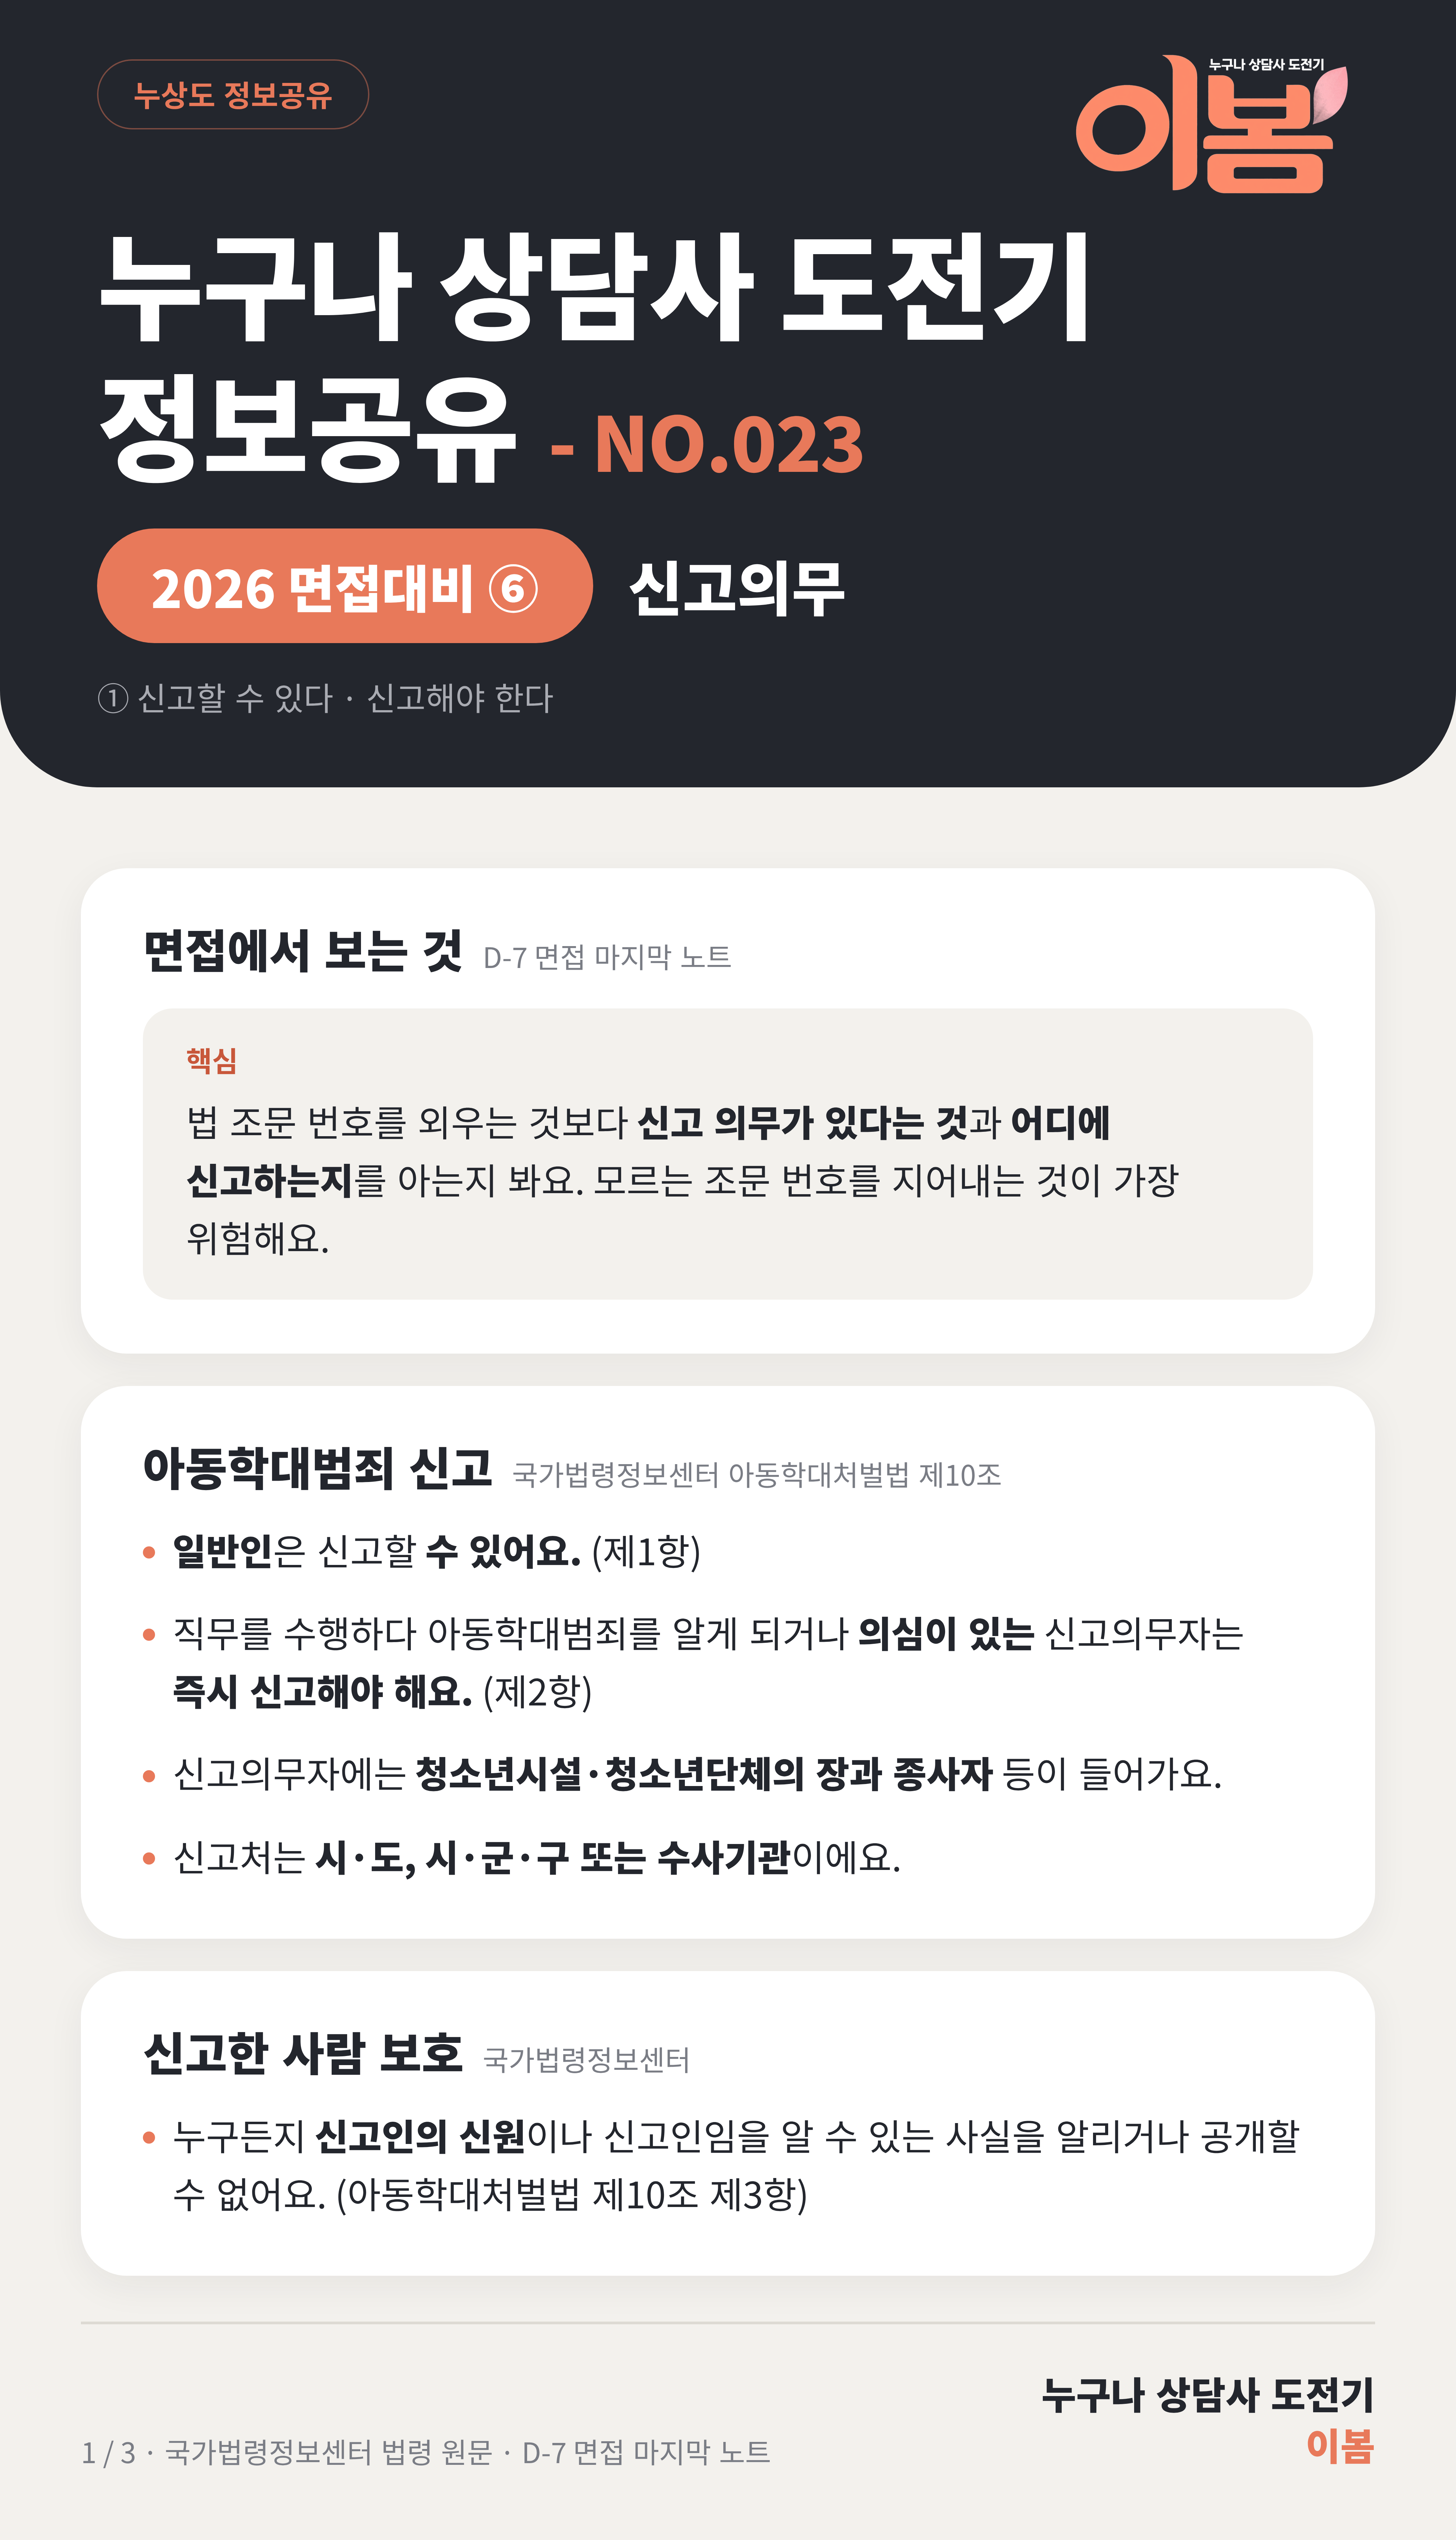 누상도 정보공유
누구나 상담사 도전기
이봄
누구나 상담사 도전기
정보공유 - NO.023
2026 면접대비 ⑥ 신고의무
① 신고할 수 있다 · 신고해야 한다
면접에서 보는 것 D-7 면접 마지막 노트
핵심
법 조문 번호를 외우는 것보다 신고 의무가 있다는 것과 어디에
신고하는지를 아는지 봐요. 모르는 조문 번호를 지어내는 것이 가장
위험해요.
아동학대범죄 신고 국가법령정보센터 아동학대처벌법 제10조
• 일반인은 신고할 수 있어요. (제1항)
• 직무를 수행하다 아동학대범죄를 알게 되거나 의심이 있는 신고의무자는
즉시 신고해야 해요. (제2항)
• 신고의무자에는 청소년시설·청소년단체의 장과 종사자 등이 들어가요.
• 신고처는 시·도, 시·군·구 또는 수사기관이에요.
신고한 사람 보호 국가법령정보센터
• 누구든지 신고인의 신원이나 신고인임을 알 수 있는 사실을 알리거나 공개할
수 없어요. (아동학대처벌법 제10조 제3항)
누구나 상담사 도전기
1 / 3 · 국가법령정보센터 법령 원문 · D-7 면접 마지막 노트
이봄